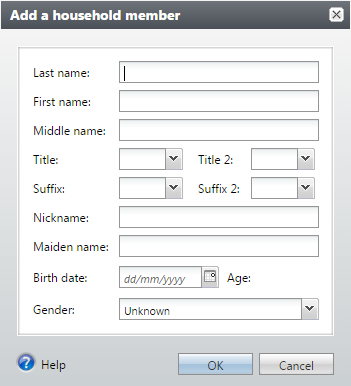 Add a household member
Last name:
First name:
Middle name:
Title: Title 2:
Suffix: Suffix 2:
Nickname:
Maiden name:
Birth date: dd/mm/yyyy Age:
Gender: Unknown
? Help OK Cancel